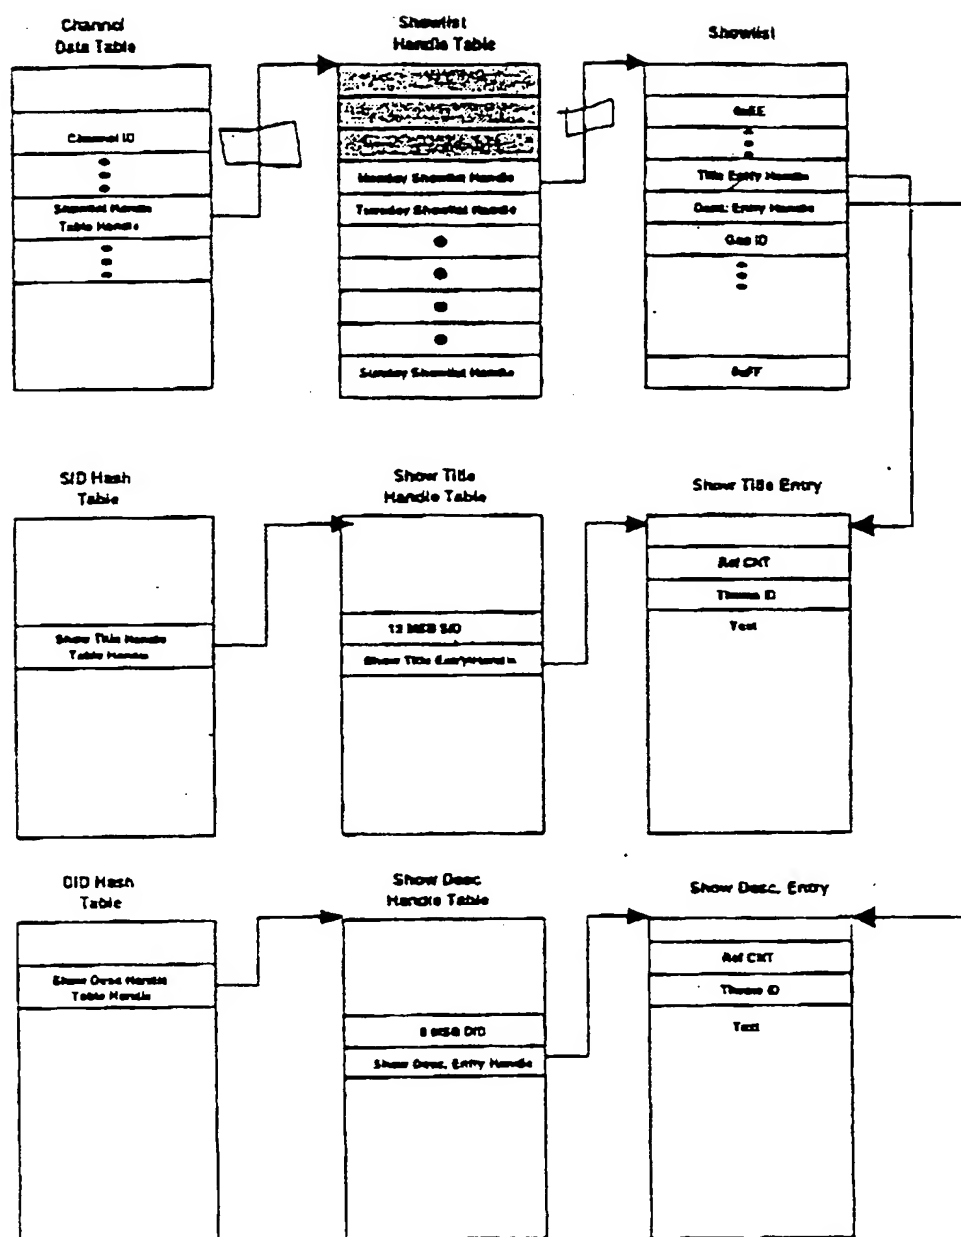 Channel
Data Table
Channel ID
Showlist Handle
Table Handle
Showlist
Handle Table
Monday Showlist Handle
Tuesday Showlist Handle
Sunday Showlist Handle
Showlist
0xEE
Title Entry Handle
Desc. Entry Handle
0xFF
SID Hash
Table
Show Title Handle
Table Handle
Show Title
Handle Table
12 MSB SID
Show Title Entry Handle
Show Title Entry
Ref CNT
Theme ID
Text
DID Hash
Table
Show Desc Handle
Table Handle
Show Desc
Handle Table
8 MSB DID
Show Desc. Entry Handle
Show Desc. Entry
Ref CNT
Theme ID
Text